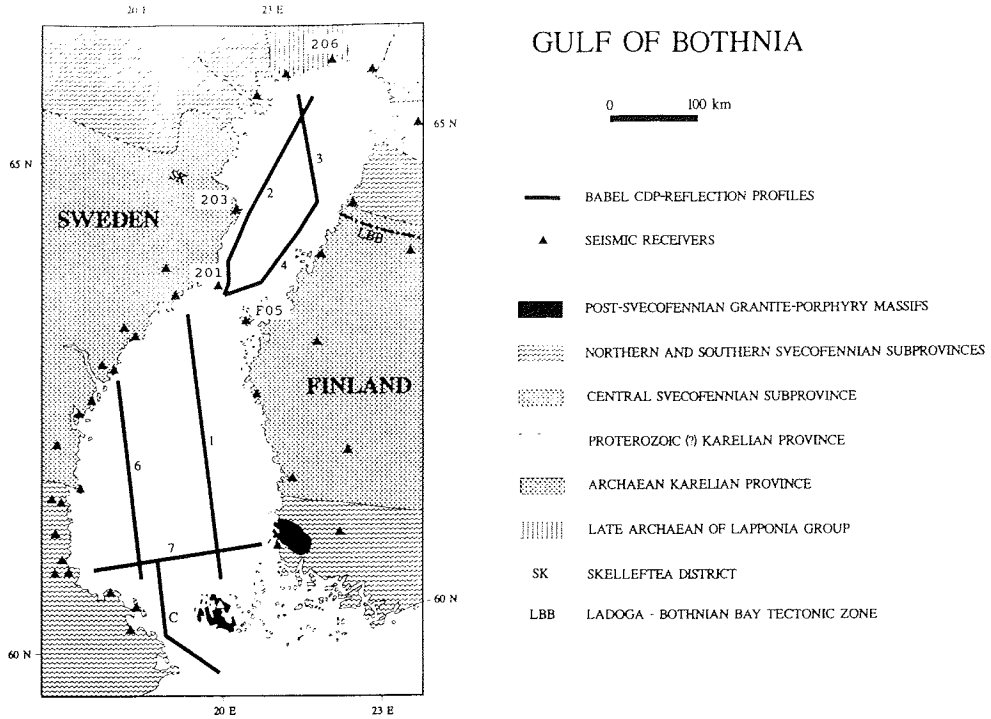 20 E
23 E
GULF OF BOTHNIA
206
0
100 km
65 N
65 N
3
SK
2
203
BABEL CDP-REFLECTION PROFILES
SWEDEN
LBB
SEISMIC RECEIVERS
4
201
F05
POST-SVECOFENNIAN GRANITE-PORPHYRY MASSIFS
NORTHERN AND SOUTHERN SVECOFENNIAN SUBPROVINCES
FINLAND
CENTRAL SVECOFENNIAN SUBPROVINCE
1
PROTEROZOIC (?) KARELIAN PROVINCE
6
ARCHAEAN KARELIAN PROVINCE
LATE ARCHAEAN OF LAPPONIA GROUP
7
SK
SKELLEFTEA DISTRICT
60 N
C
LBB
LADOGA - BOTHNIAN BAY TECTONIC ZONE
60 N
20 E
23 E